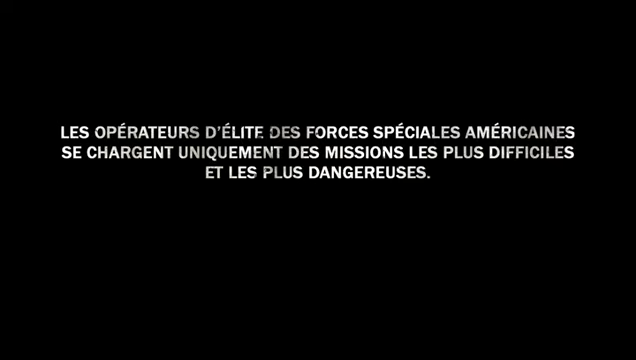 LES OPÉRATEURS D'ÉLITE DES FORCES SPÉCIALES AMÉRICAINES
SE CHARGENT UNIQUEMENT DES MISSIONS LES PLUS DIFFICILES
ET LES PLUS DANGEREUSES.